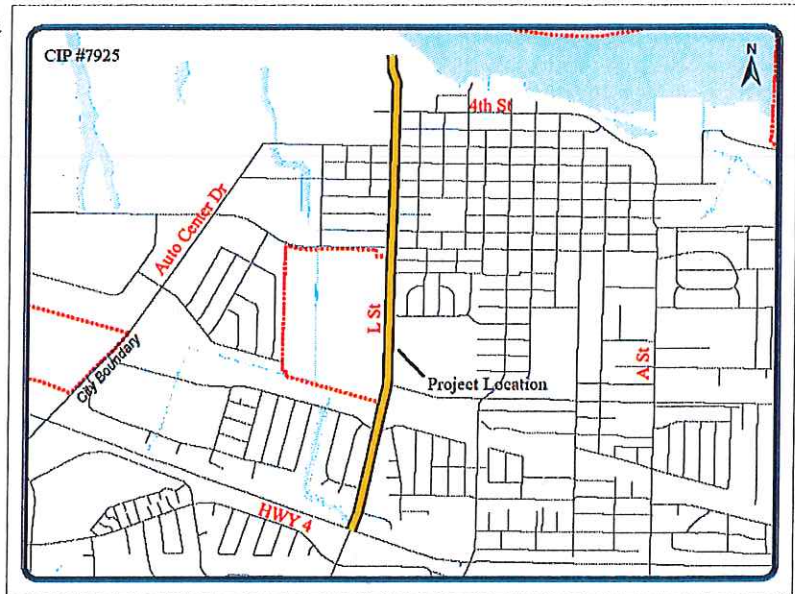 CIP #7925
N
4th St
Auto Center Dr
L St
A St
City Boundary
Project Location
HWY 4